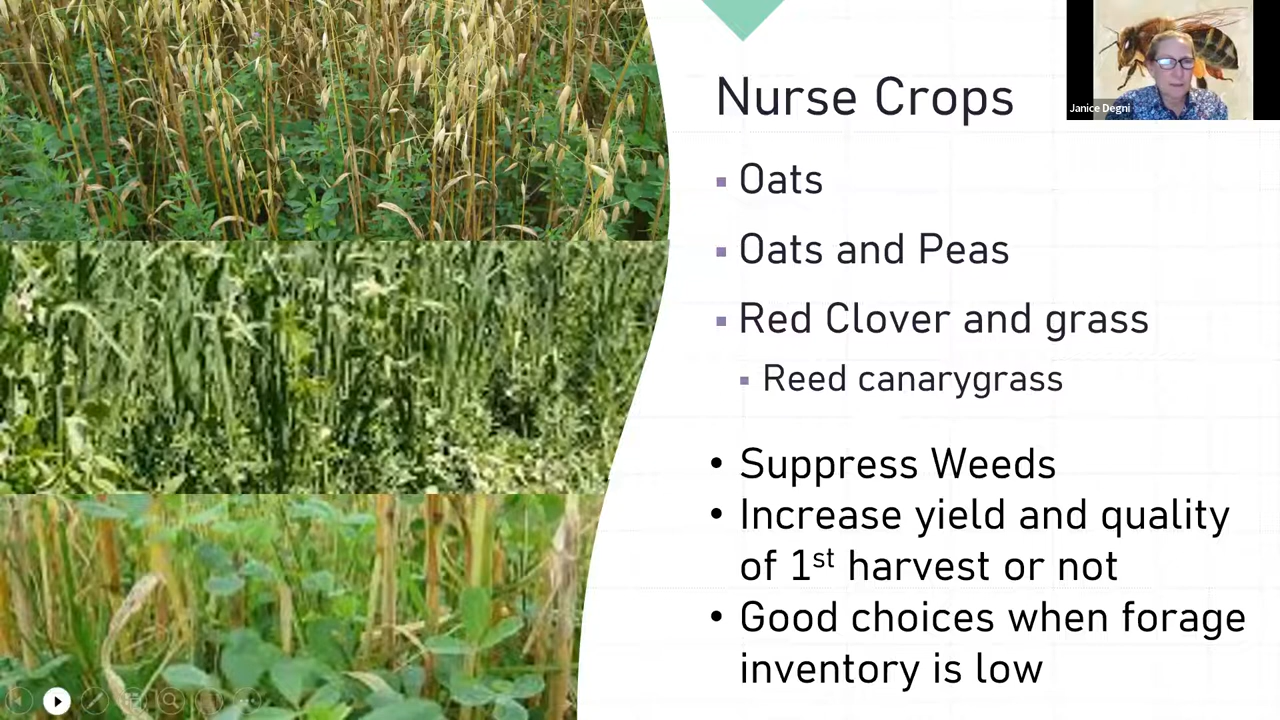 Nurse Crops
Janice Degni
Oats
Oats and Peas
Red Clover and grass
Reed canarygrass
• Suppress Weeds
• Increase yield and quality
of 1st harvest or not
• Good choices when forage
inventory is low